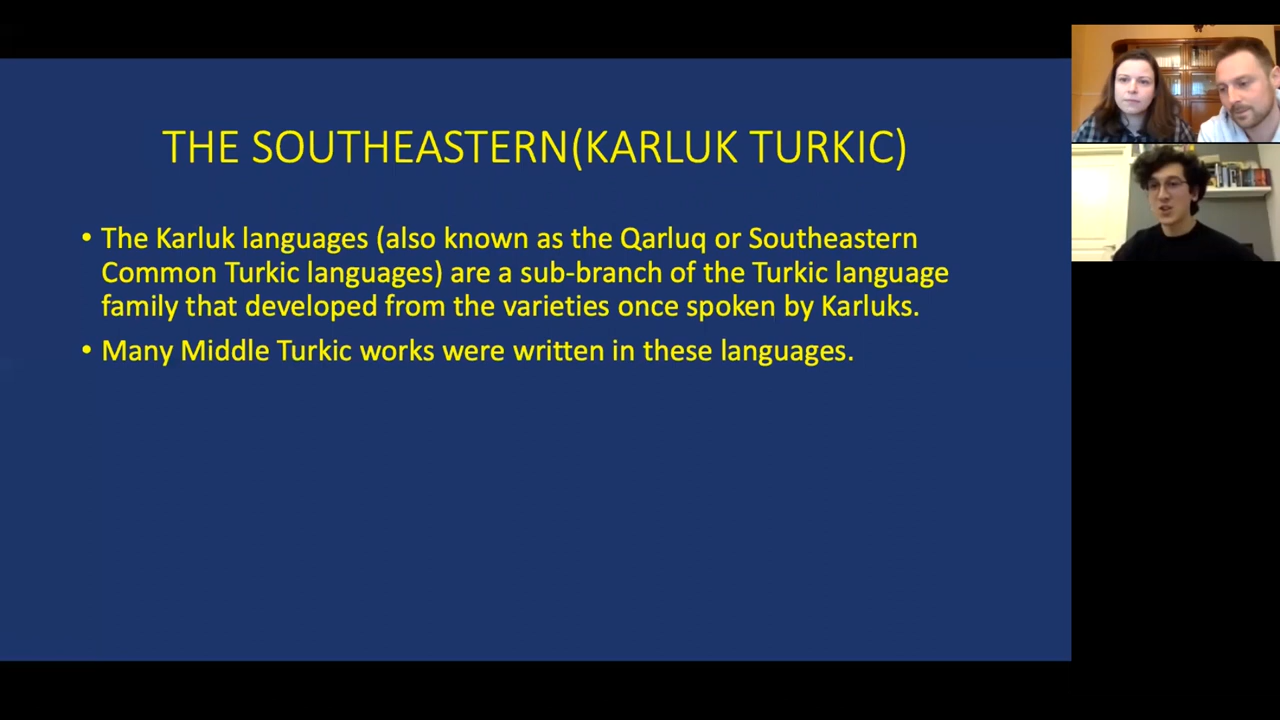 THE SOUTHEASTERN(KARLUK TURKIC)
• The Karluk languages (also known as the Qarluq or Southeastern
Common Turkic languages) are a sub-branch of the Turkic language
family that developed from the varieties once spoken by Karluks.
• Many Middle Turkic works were written in these languages.